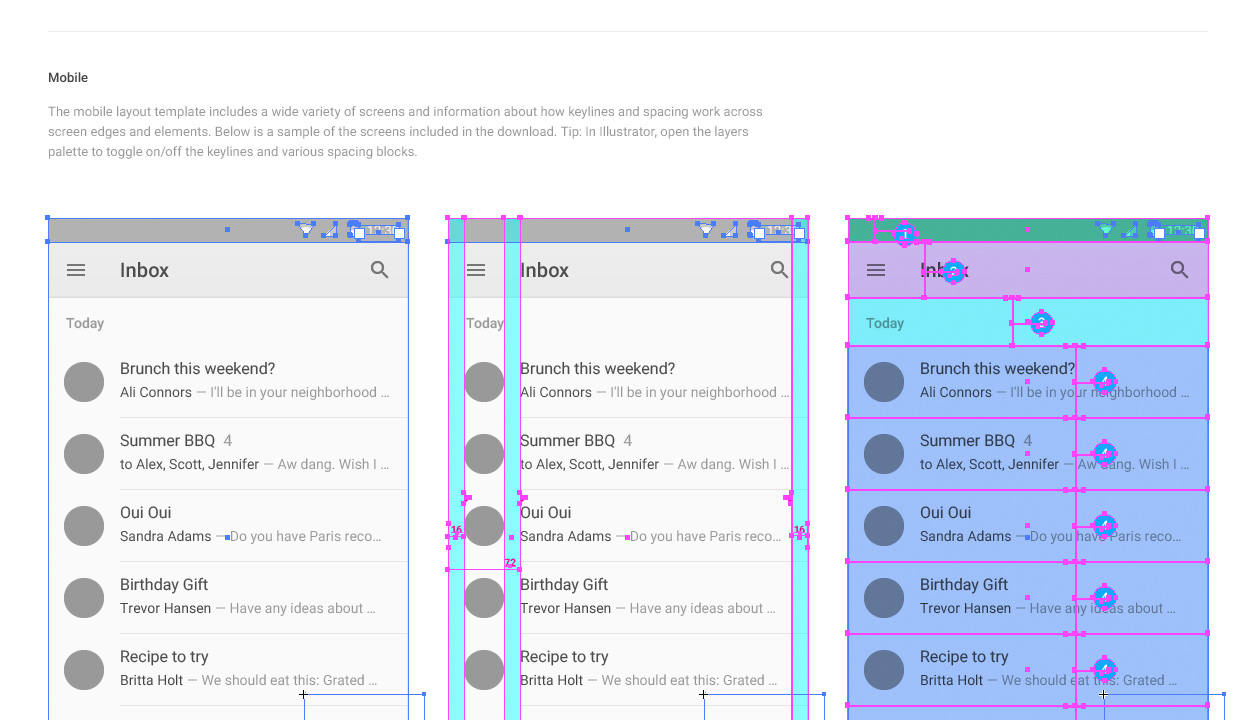 Mobile
The mobile layout template includes a wide variety of screens and information about how keylines and spacing work across
screen edges and elements. Below is a sample of the screens included in the download. Tip: In Illustrator, open the layers
palette to toggle on/off the keylines and various spacing blocks.
Inbox
Today
Brunch this weekend?
Ali Connors — I'll be in your neighborhood ...
Summer BBQ 4
to Alex, Scott, Jennifer — Aw dang. Wish I ...
Oui Oui
Sandra Adams — Do you have Paris reco...
Birthday Gift
Trevor Hansen — Have any ideas about ...
Recipe to try
Britta Holt — We should eat this: Grated ...
Inbox
Today
Brunch this weekend?
Ali Connors — I'll be in your neighborhood ...
Summer BBQ 4
to Alex, Scott, Jennifer — Aw dang. Wish I ...
Oui Oui
16
16
Sandra Adams — Do you have Paris reco...
72
Birthday Gift
Trevor Hansen — Have any ideas about ...
Recipe to try
Britta Holt — We should eat this: Grated ...
Inbox
Today
Brunch this weekend?
Ali Connors — I'll be in your neighborhood ...
Summer BBQ 4
to Alex, Scott, Jennifer — Aw dang. Wish I ...
Oui Oui
Sandra Adams — Do you have Paris reco...
Birthday Gift
Trevor Hansen — Have any ideas about ...
Recipe to try
Britta Holt — We should eat this: Grated ...